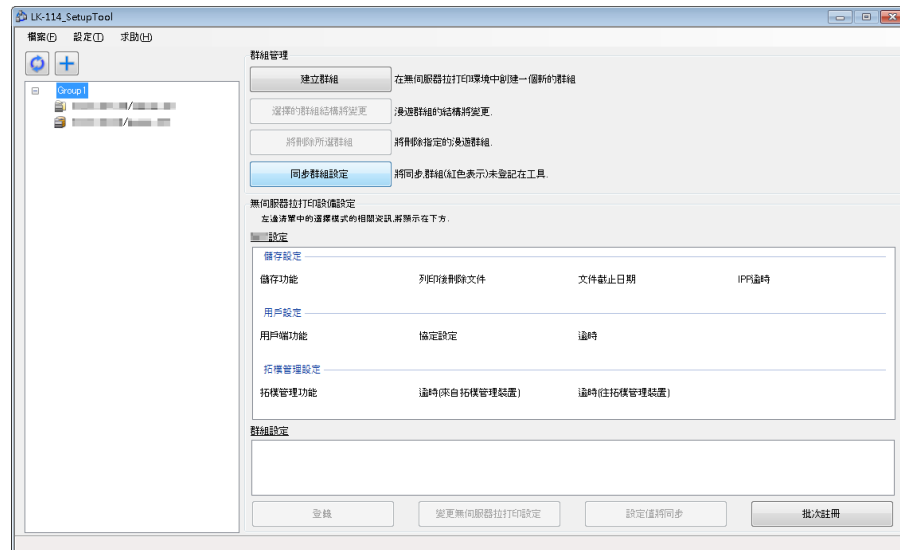 LK-114_SetupTool
檔案(F) 設定(T) 求助(H)
群組管理
建立群組 在無伺服器拉打印環境中創建一個新的群組
Group1
選擇的群組結構將變更 漫遊群組的結構將變更.
將刪除所選群組 將刪除指定的漫遊群組.
同步群組設定 將同步,群組(紅色表示)未登記在工具.
無伺服器拉打印設備設定
左邊清單中的選擇模式的相關資訊,將顯示在下方.
設定
儲存設定
儲存功能 列印後刪除文件 文件截止日期 IPP逾時
用戶設定
用戶端功能 協定設定 逾時
拓樸管理設定
拓樸管理功能 逾時(來自拓樸管理裝置) 逾時(往拓樸管理裝置)
群組設定
登錄 變更無伺服器拉打印設定 設定值將同步 批次註冊